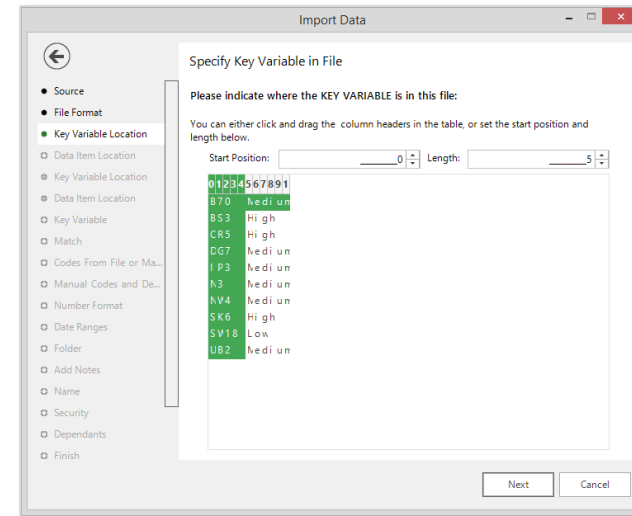 Import Data
Specify Key Variable in File
Source
File Format
Key Variable Location
Data Item Location
Key Variable Location
Data Item Location
Key Variable
Match
Codes From File or Ma...
Manual Codes and De...
Number Format
Date Ranges
Folder
Add Notes
Name
Security
Dependants
Finish
Please indicate where the KEY VARIABLE is in this file:
You can either click and drag the column headers in the table, or set the start position and
length below.
Start Position: ________0 Length: ________5
01234567891
B70 Medium
BS3 High
CR5 High
DG7 Medium
IP3 Medium
N3 Medium
NW4 Medium
SK6 High
SW18 Low
UB2 Medium
Next Cancel